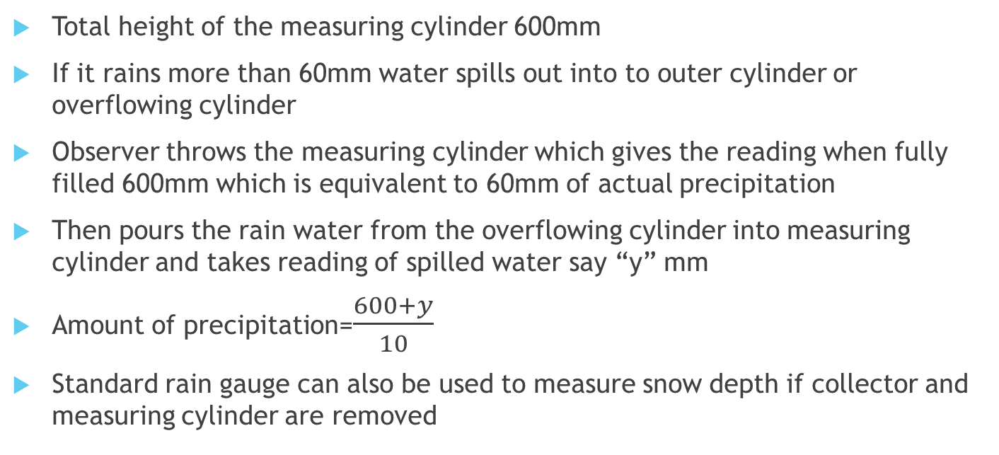 Total height of the measuring cylinder 600mm
If it rains more than 60mm water spills out into to outer cylinder or
overflowing cylinder
Observer throws the measuring cylinder which gives the reading when fully
filled 600mm which is equivalent to 60mm of actual precipitation
Then pours the rain water from the overflowing cylinder into measuring
cylinder and takes reading of spilled water say “y” mm
Amount of precipitation=600+y/10
Standard rain gauge can also be used to measure snow depth if collector and
measuring cylinder are removed